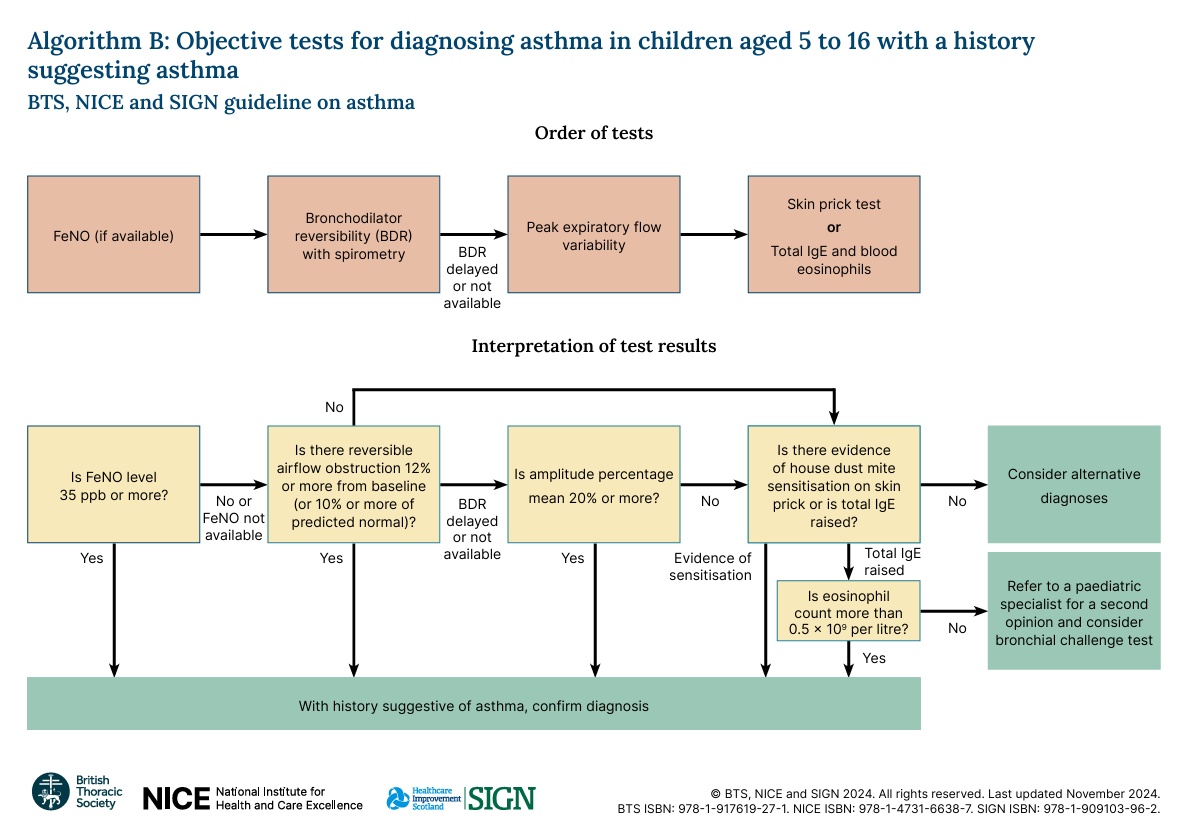 Algorithm B: Objective tests for diagnosing asthma in children aged 5 to 16 with a history
suggesting asthma
BTS, NICE and SIGN guideline on asthma
Order of tests
FeNO (if available)
Bronchodilator
reversibility (BDR)
with spirometry
BDR
delayed
or not
available
Peak expiratory flow
variability
Skin prick test
or
Total IgE and blood
eosinophils
Interpretation of test results
No
Is FeNO level
35 ppb or more?
No or
FeNO not
available
Is there reversible
airflow obstruction 12%
or more from baseline
(or 10% or more of
predicted normal)?
BDR
delayed
or not
available
Is amplitude percentage
mean 20% or more?
No
Is there evidence
of house dust mite
sensitisation on skin
prick or is total IgE
raised?
No
Consider alternative
diagnoses
Yes
Yes
Yes
Evidence of
sensitisation
Total IgE
raised
Is eosinophil
count more than
0.5 × 10⁹ per litre?
No
Refer to a paediatric
specialist for a second
opinion and consider
bronchial challenge test
Yes
With history suggestive of asthma, confirm diagnosis
British
Thoracic
Society
NICE National Institute for
Health and Care Excellence
Healthcare
Improvement
Scotland
SIGN
© BTS, NICE and SIGN 2024. All rights reserved. Last updated November 2024.
BTS ISBN: 978-1-917619-27-1. NICE ISBN: 978-1-4731-6638-7. SIGN ISBN: 978-1-909103-96-2.